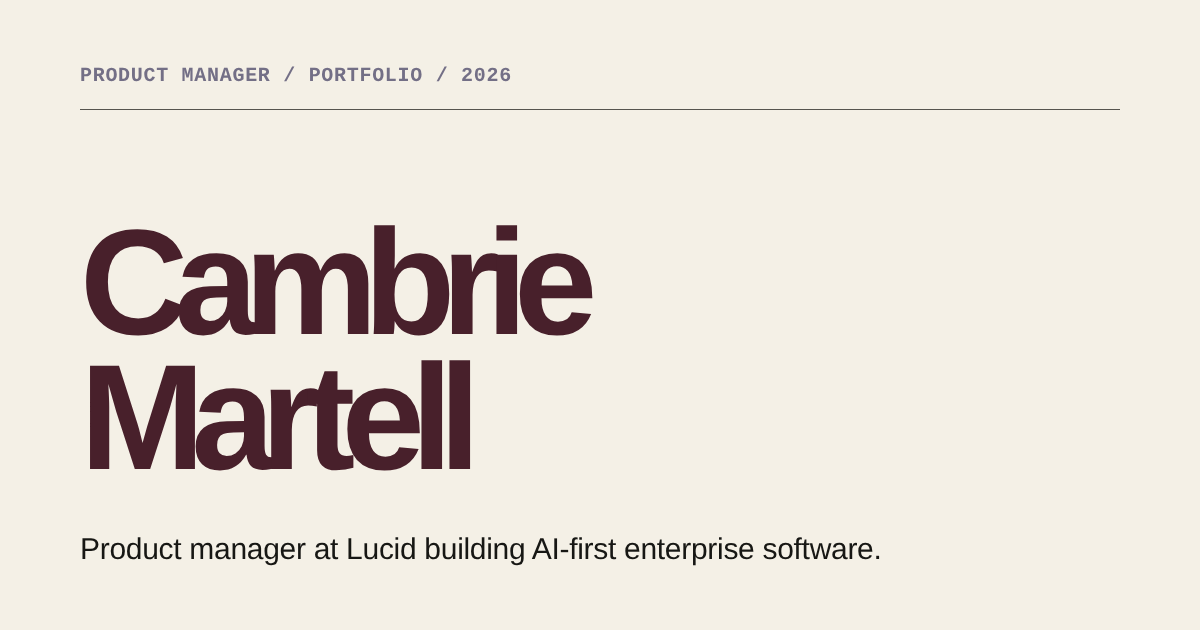 PRODUCT MANAGER / PORTFOLIO / 2026
Cambrie
Martell
Product manager at Lucid building AI-first enterprise software.